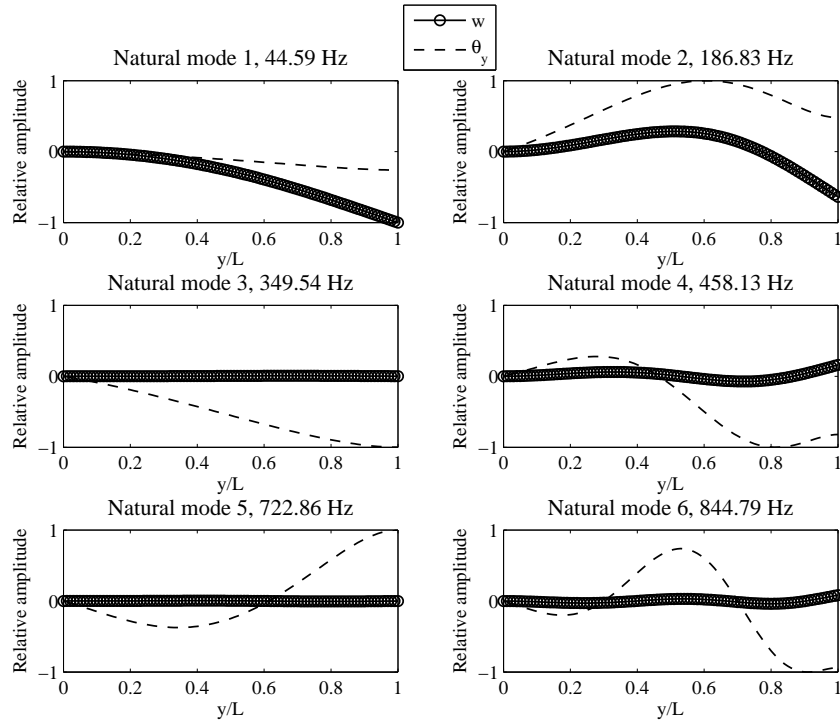 w
θ_y
Natural mode 1, 44.59 Hz
1
0
−1
Relative amplitude
0 0.2 0.4 0.6 0.8 1
y/L
Natural mode 2, 186.83 Hz
1
0
−1
Relative amplitude
0 0.2 0.4 0.6 0.8 1
y/L
Natural mode 3, 349.54 Hz
1
0
−1
Relative amplitude
0 0.2 0.4 0.6 0.8 1
y/L
Natural mode 4, 458.13 Hz
1
0
−1
Relative amplitude
0 0.2 0.4 0.6 0.8 1
y/L
Natural mode 5, 722.86 Hz
1
0
−1
Relative amplitude
0 0.2 0.4 0.6 0.8 1
y/L
Natural mode 6, 844.79 Hz
1
0
−1
Relative amplitude
0 0.2 0.4 0.6 0.8 1
y/L